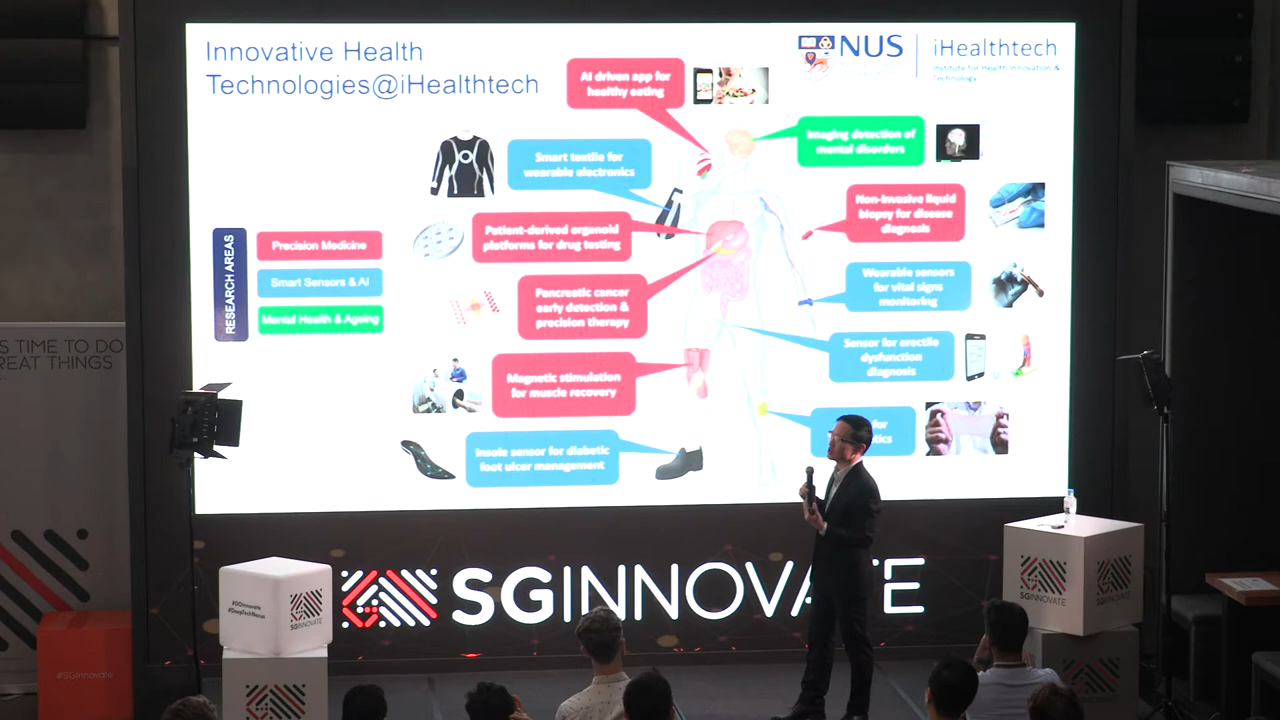 Innovative Health
Technologies@iHealthtech
NUS
iHealthtech
Institute for Health Innovation &
Technology
AI driven app for
healthy eating
Imaging detection of
mental disorders
Smart textile for
wearable electronics
Non-invasive liquid
biopsy for disease
diagnosis
Patient-derived organoid
platforms for drug testing
RESEARCH AREAS
Precision Medicine
Smart Sensors & AI
Mental Health & Ageing
Wearable sensors
for vital signs
monitoring
Pancreatic cancer
early detection &
precision therapy
Sensor for erectile
dysfunction
diagnosis
Magnetic stimulation
for muscle recovery
for
Insole sensor for diabetic
foot ulcer management
S TIME TO DO
REAT THINGS
SGINNOVATE
#SGInnovate
#DeepTechNexus
SGINNOVATE
SGINNOVATE
SGINNOVATE
#SGInnovate